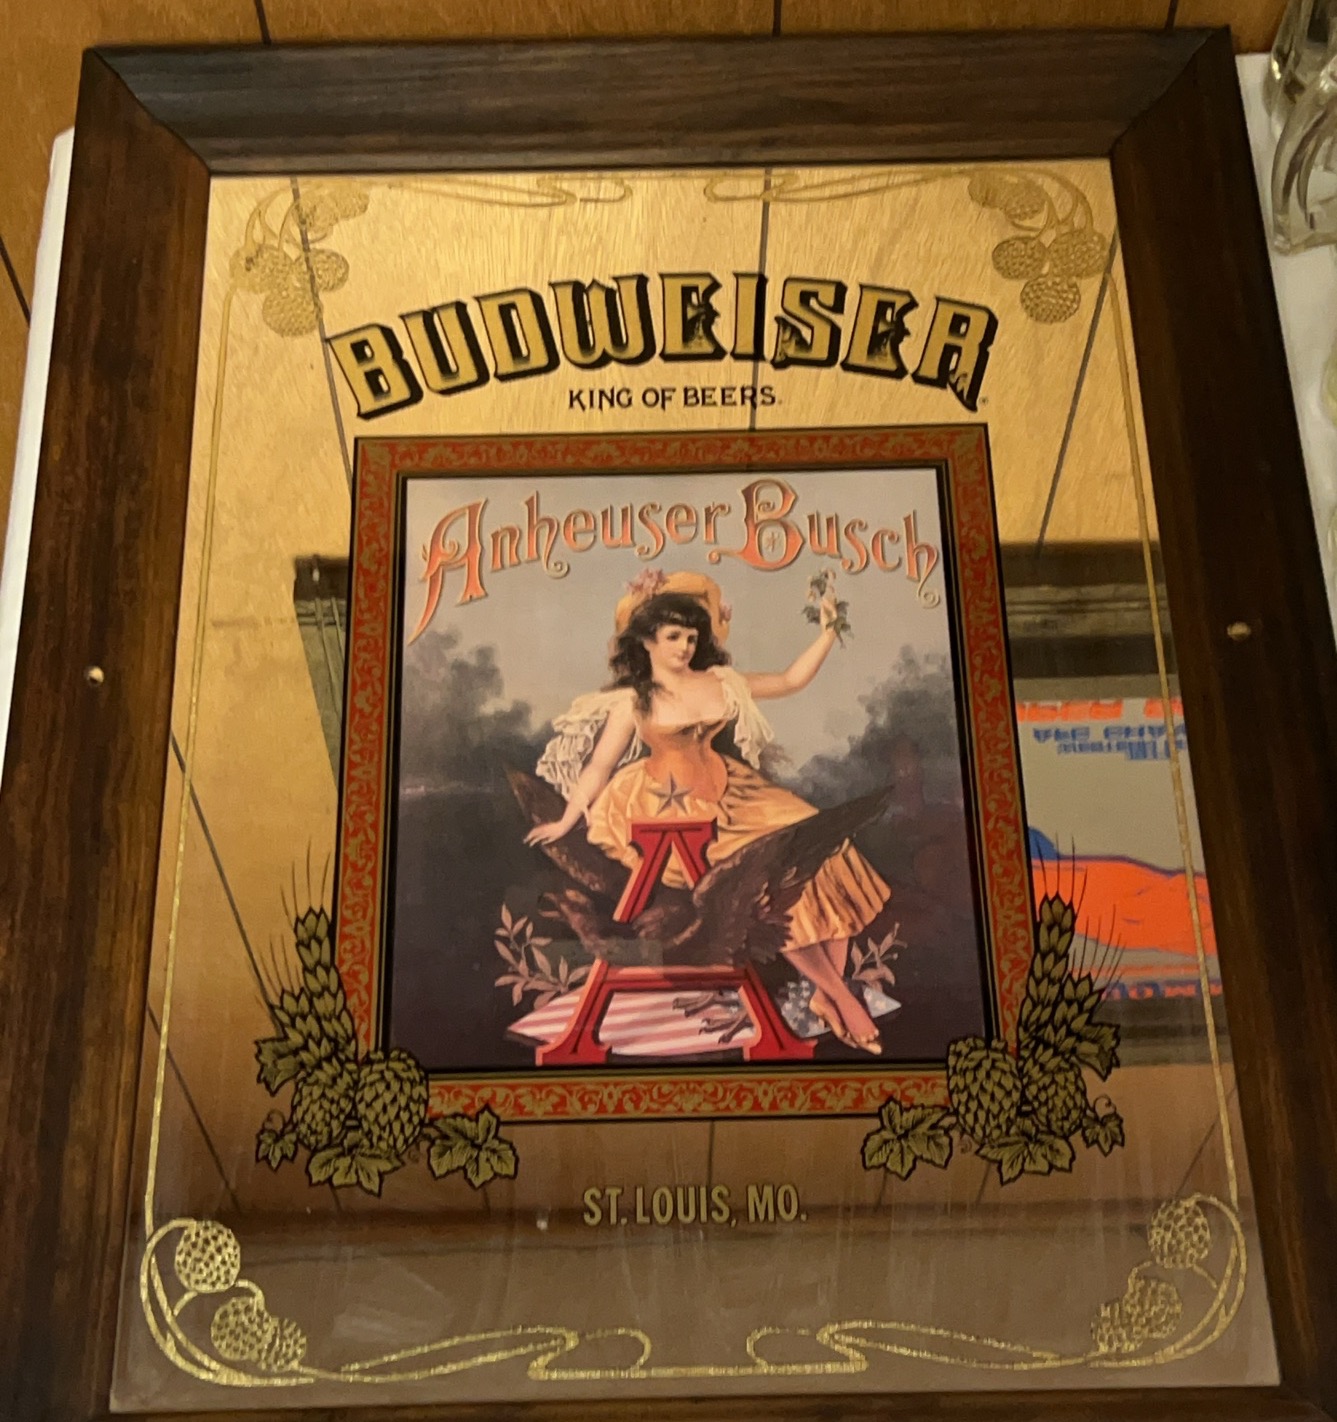 BUDWEISER
KING OF BEERS.
Anheuser Busch
A
ST. LOUIS, MO.